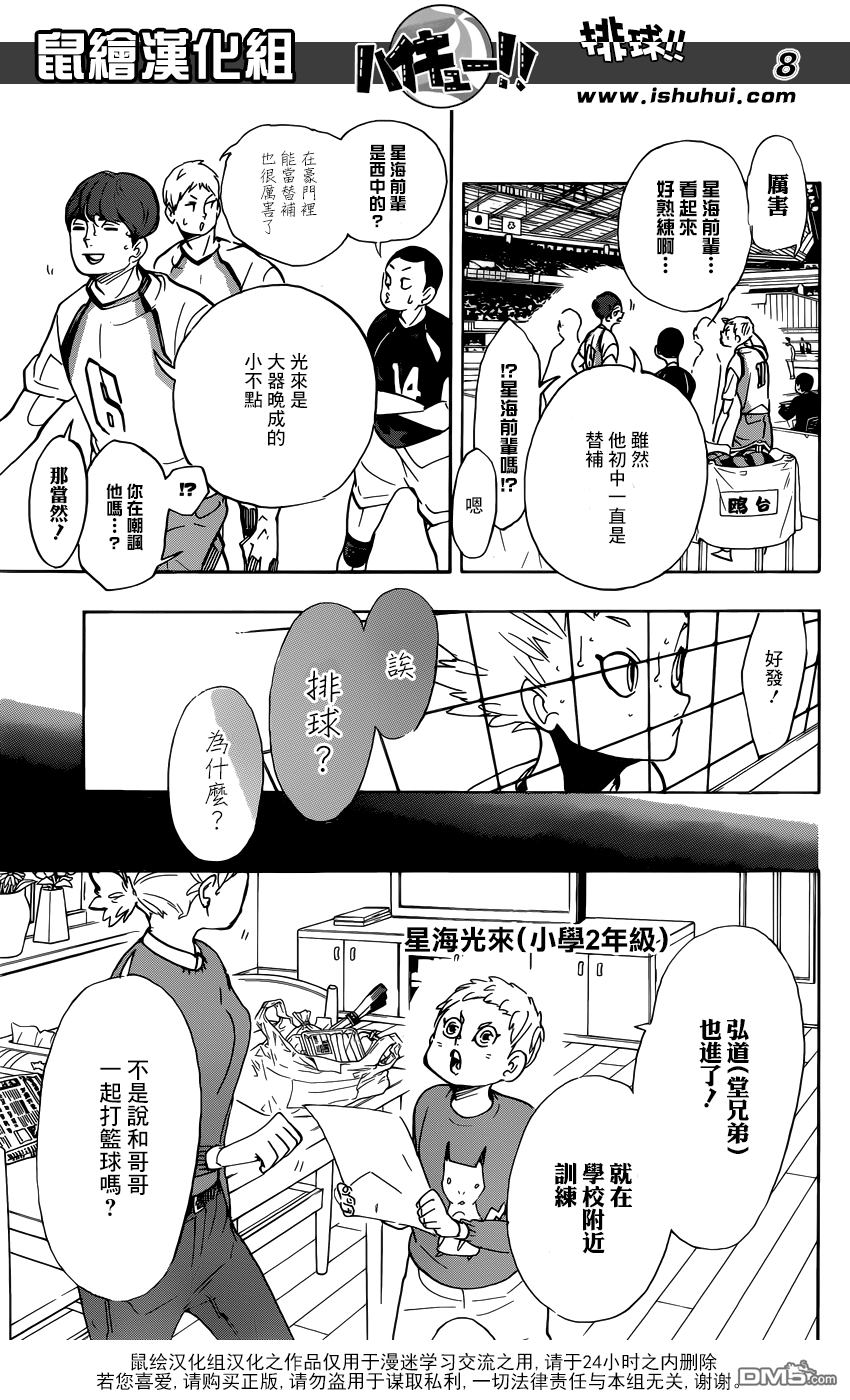 鼠繪漢化組
ハイキュー!!
排球!!
8
www.ishuhui.com
厲害
星海前輩…
看起來
好熟練啊…
雖然
他初中一直是
替補
!?星海前輩嗎!?
嗯
鴎台
星海前輩
是西中的?
在豪門裡
能當替補
也很厲害了
光來是
大器晚成的
小不點
14
6
!?
你在嘲諷
他嗎…?
那當然!
好發!
誒
排球?
為什麼?
星海光來(小學2年級)
弘道(堂兄弟)
也進了!
就在
學校附近
訓練
不是說和哥哥
一起打籃球嗎?
鼠绘汉化组汉化之作品仅用于漫迷学习交流之用, 请于24小时之内删除
若您喜爱, 请购买正版, 请勿用于谋取私利, 一切法律责任与本组无关, 谢谢。
DM5.com